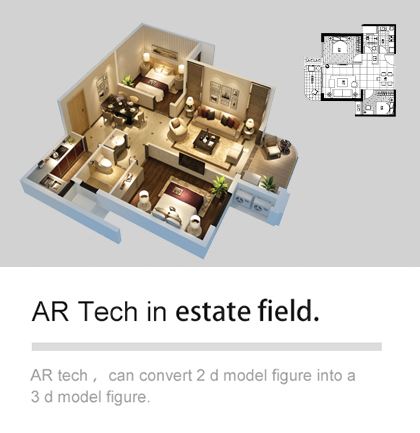 AR Tech in estate field.
AR tech ,  can convert 2 d model figure into a
3 d model figure.